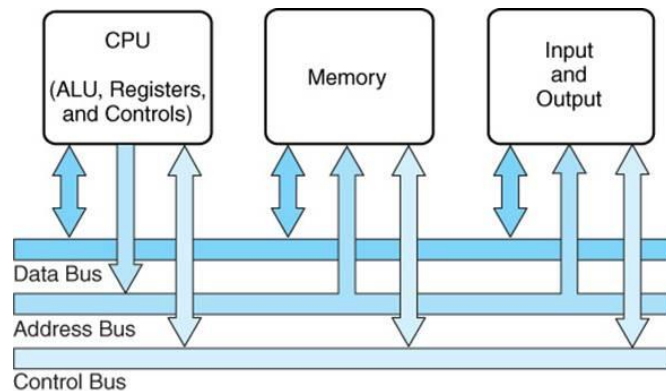 CPU
(ALU, Registers,
and Controls)
Memory
Input
and
Output
Data Bus
Address Bus
Control Bus